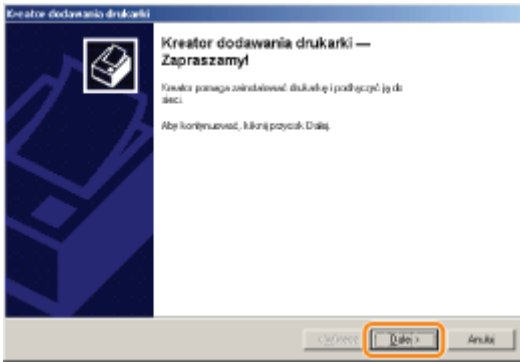 Kreator dodawania drukarki
Kreator dodawania drukarki —
Zapraszamy!
Kreator pomaga zainstalować drukarkę i podłączyć ją do
sieci.
Aby kontynuować, kliknij przycisk Dalej.
< Wstecz
Dalej >
Anuluj